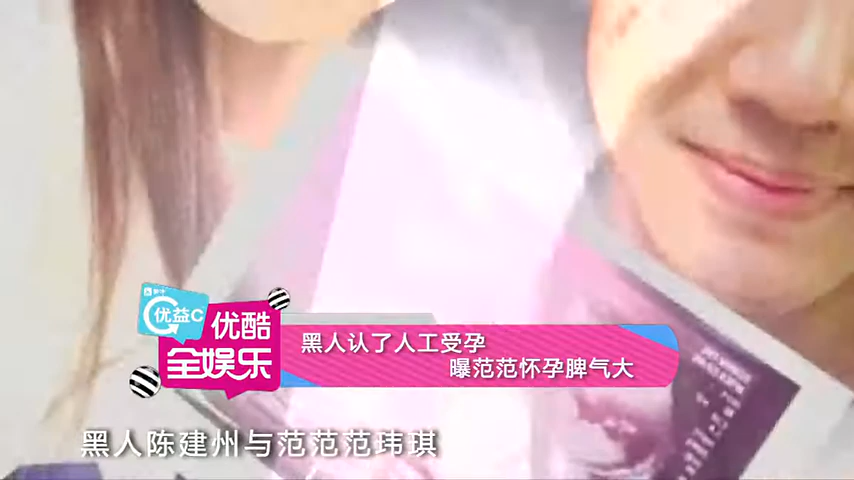 优益C
优酷
全娱乐
黑人认了人工受孕
曝范范怀孕脾气大
黑人陈建州与范范范玮琪